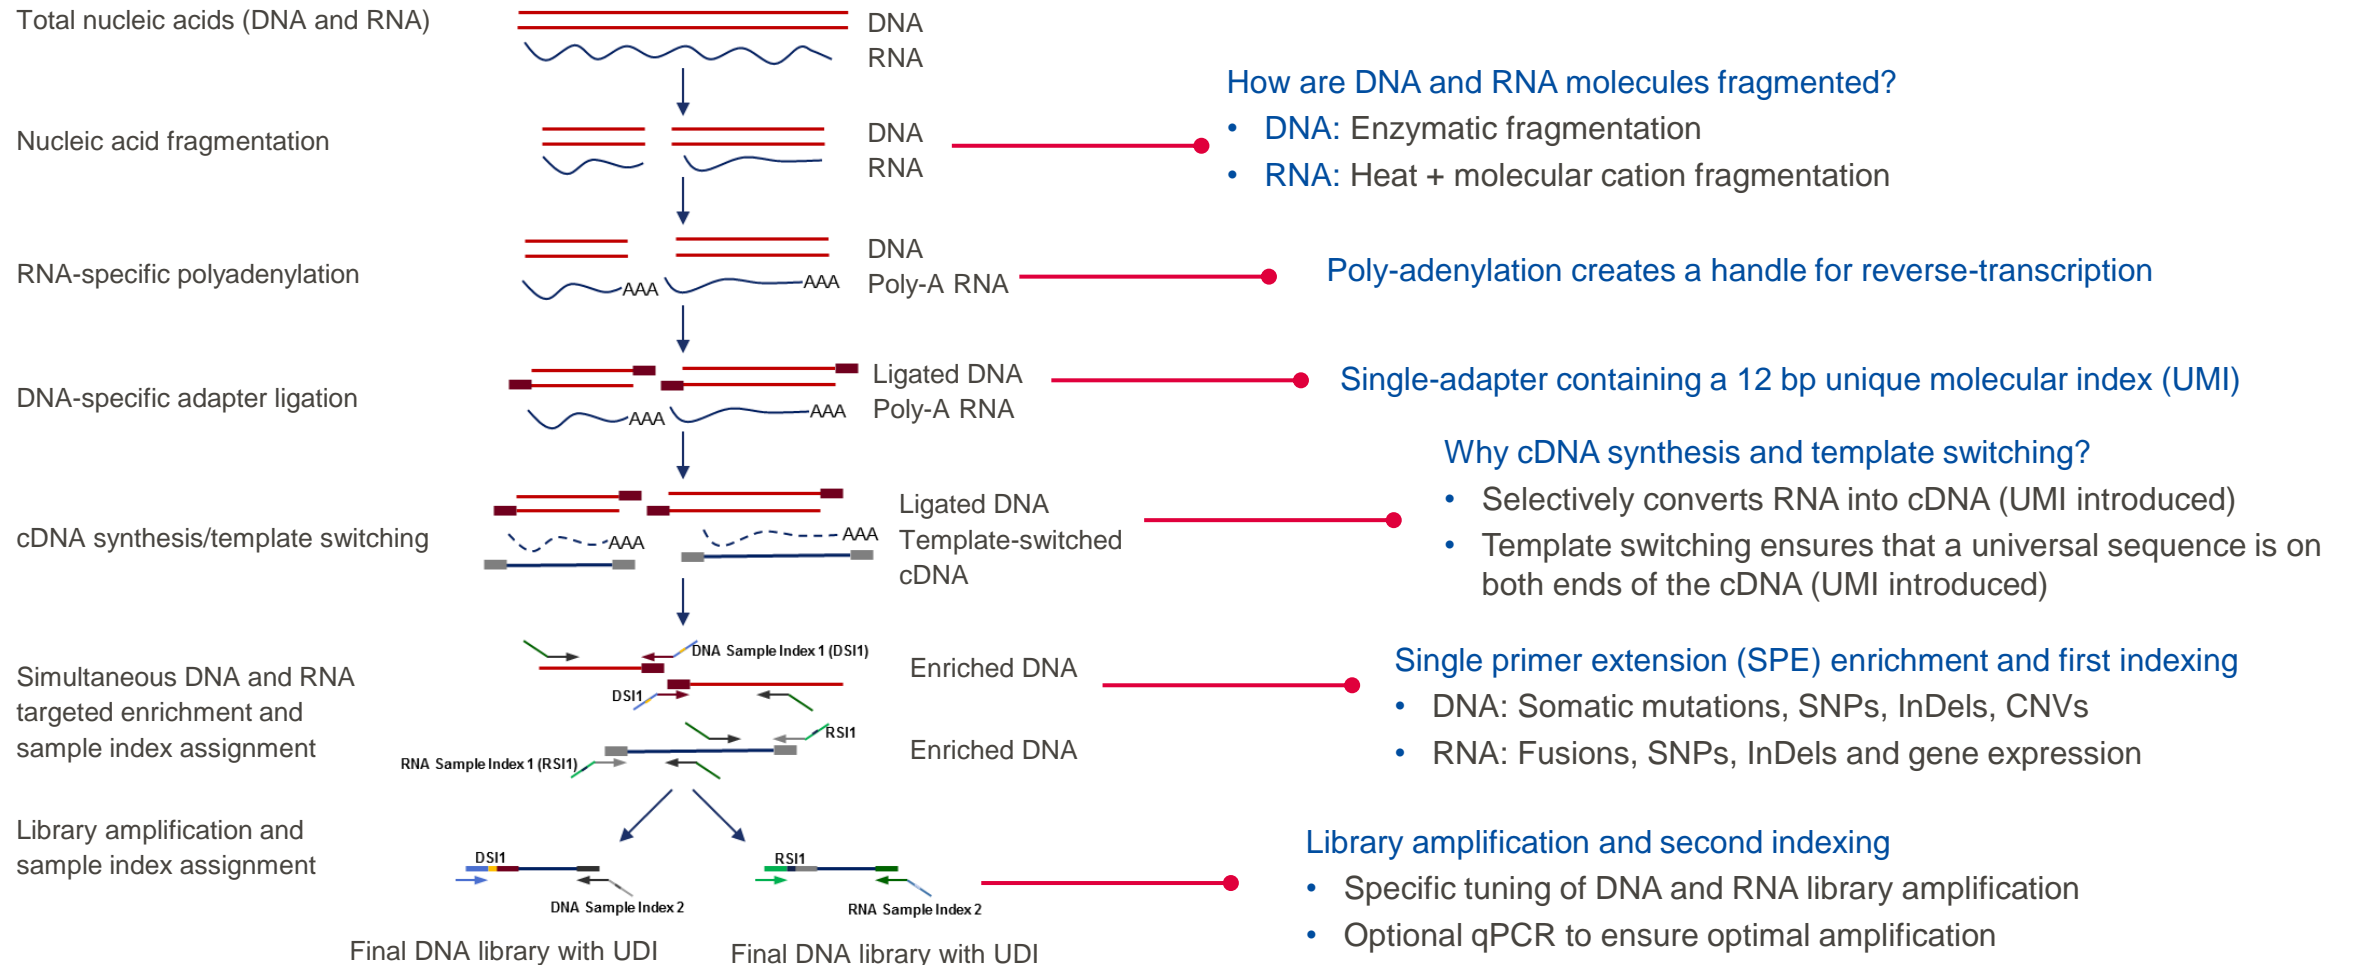 Total nucleic acids (DNA and RNA)
DNA
RNA
How are DNA and RNA molecules fragmented?
Nucleic acid fragmentation
DNA
RNA
• DNA: Enzymatic fragmentation
• RNA: Heat + molecular cation fragmentation
RNA-specific polyadenylation
DNA
AAA
AAA
Poly-A RNA
Poly-adenylation creates a handle for reverse-transcription
DNA-specific adapter ligation
Ligated DNA
AAA
AAA
Poly-A RNA
Single-adapter containing a 12 bp unique molecular index (UMI)
cDNA synthesis/template switching
AAA
AAA
Ligated DNA
Template-switched
cDNA
Why cDNA synthesis and template switching?
• Selectively converts RNA into cDNA (UMI introduced)
• Template switching ensures that a universal sequence is on
both ends of the cDNA (UMI introduced)
Simultaneous DNA and RNA
targeted enrichment and
sample index assignment
DNA Sample Index 1 (DSI1)
DSI1
RSI1
RNA Sample Index 1 (RSI1)
Enriched DNA
Enriched DNA
Single primer extension (SPE) enrichment and first indexing
• DNA: Somatic mutations, SNPs, InDels, CNVs
• RNA: Fusions, SNPs, InDels and gene expression
Library amplification and
sample index assignment
DSI1
DNA Sample Index 2
RSI1
RNA Sample Index 2
Final DNA library with UDI
Final DNA library with UDI
Library amplification and second indexing
• Specific tuning of DNA and RNA library amplification
• Optional qPCR to ensure optimal amplification